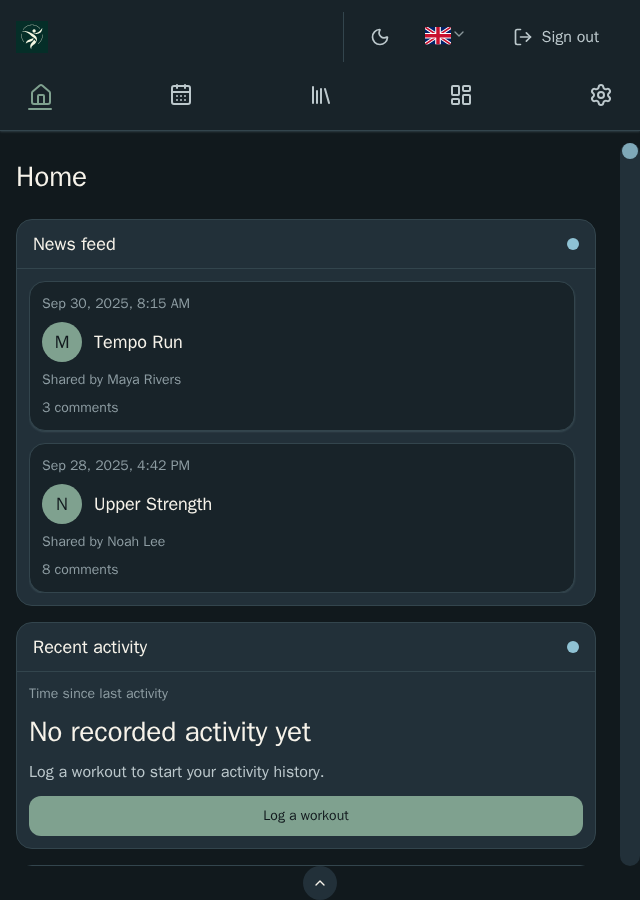 Sign out
Home
News feed
Sep 30, 2025, 8:15 AM
M
Tempo Run
Shared by Maya Rivers
3 comments
Sep 28, 2025, 4:42 PM
N
Upper Strength
Shared by Noah Lee
8 comments
Recent activity
Time since last activity
No recorded activity yet
Log a workout to start your activity history.
Log a workout